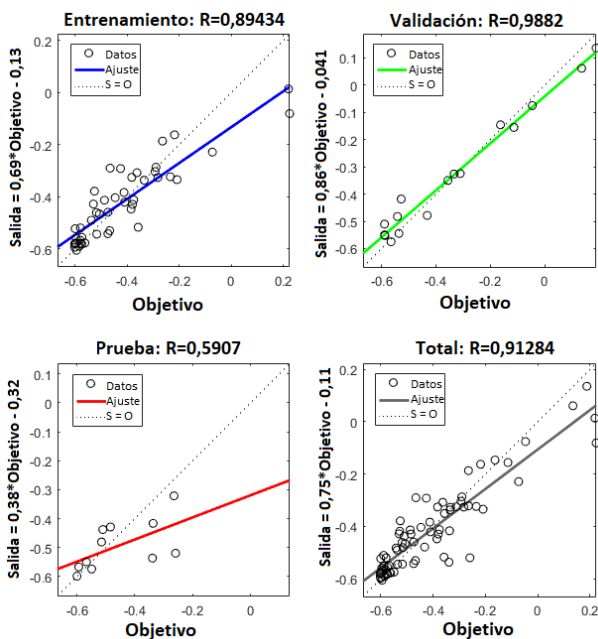 Entrenamiento: R=0,89434
Salida = 0,69*Objetivo - 0,13
0.2
0
-0.2
-0.4
-0.6
Datos
Ajuste
S = O
-0.6
-0.4
-0.2
0
0.2
Objetivo
Validación: R=0,9882
Salida = 0,86*Objetivo - 0,041
0.1
0
-0.1
-0.2
-0.3
-0.4
-0.5
-0.6
Datos
Ajuste
S = O
-0.6
-0.4
-0.2
0
Objetivo
Prueba: R=0,5907
Salida = 0,38*Objetivo - 0,32
0.1
0
-0.1
-0.2
-0.3
-0.4
-0.5
-0.6
Datos
Ajuste
S = O
-0.6
-0.4
-0.2
0
Objetivo
Total: R=0,91284
Salida = 0,75*Objetivo - 0,11
0.2
0
-0.2
-0.4
-0.6
Datos
Ajuste
S = O
-0.6
-0.4
-0.2
0
0.2
Objetivo